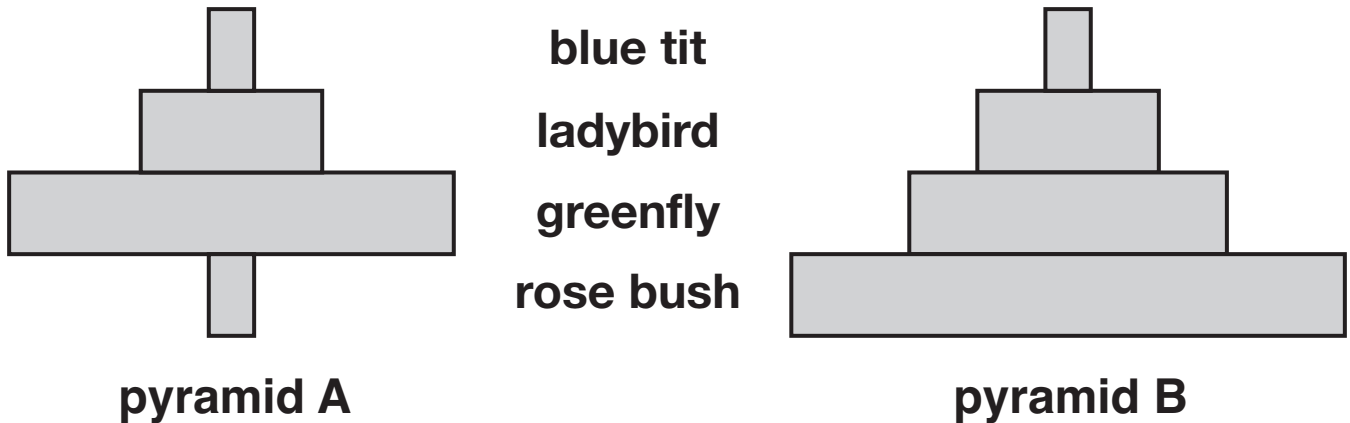 blue tit
ladybird
greenfly
rose bush
pyramid A
pyramid B